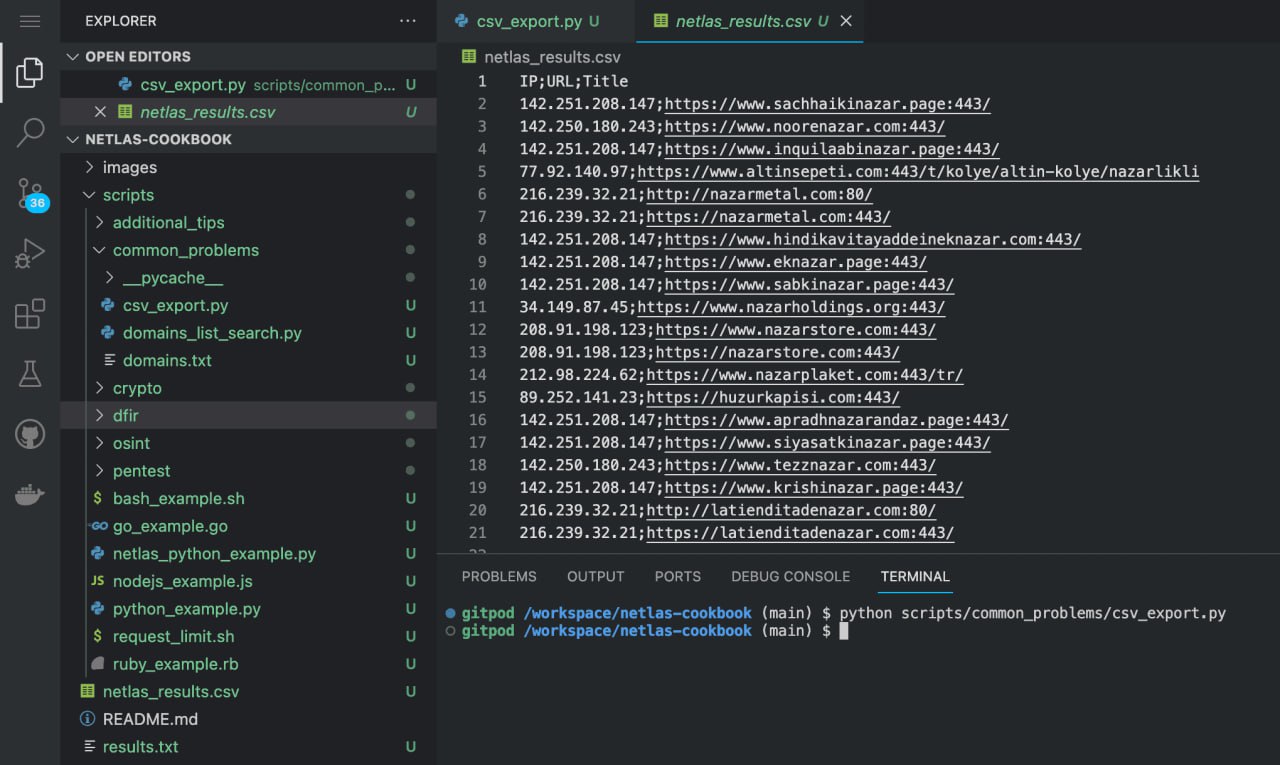 EXPLORER
OPEN EDITORS
csv_export.py scripts/common_p... U
netlas_results.csv U
NETLAS-COOKBOOK
images
scripts
additional_tips
common_problems
__pycache__
csv_export.py U
domains_list_search.py U
domains.txt U
crypto
dfir
osint
pentest
$ bash_example.sh U
GO go_example.go U
netlas_python_example.py U
JS nodejs_example.js U
python_example.py U
$ request_limit.sh U
ruby_example.rb U
netlas_results.csv U
README.md
results.txt U
36
csv_export.py U
netlas_results.csv U
netlas_results.csv
1 IP;URL;Title
2 142.251.208.147;https://www.sachhaikinazar.page:443/
3 142.250.180.243;https://www.noorenazar.com:443/
4 142.251.208.147;https://www.inquilaabinazar.page:443/
5 77.92.140.97;https://www.altinsepeti.com:443/t/kolye/altin-kolye/nazarlikli
6 216.239.32.21;http://nazarmetal.com:80/
7 216.239.32.21;https://nazarmetal.com:443/
8 142.251.208.147;https://www.hindikavitayaddeineknazar.com:443/
9 142.251.208.147;https://www.eknazar.page:443/
10 142.251.208.147;https://www.sabkinazar.page:443/
11 34.149.87.45;https://www.nazarholdings.org:443/
12 208.91.198.123;https://www.nazarstore.com:443/
13 208.91.198.123;https://nazarstore.com:443/
14 212.98.224.62;https://www.nazarplaket.com:443/tr/
15 89.252.141.23;https://huzurkapisi.com:443/
16 142.251.208.147;https://www.apradhnazarandaz.page:443/
17 142.251.208.147;https://www.siyasatkinazar.page:443/
18 142.250.180.243;https://www.tezznazar.com:443/
19 142.251.208.147;https://www.krishinazar.page:443/
20 216.239.32.21;http://latienditadenazar.com:80/
21 216.239.32.21;https://latienditadenazar.com:443/
PROBLEMS OUTPUT PORTS DEBUG CONSOLE TERMINAL
gitpod /workspace/netlas-cookbook (main) $ python scripts/common_problems/csv_export.py
gitpod /workspace/netlas-cookbook (main) $